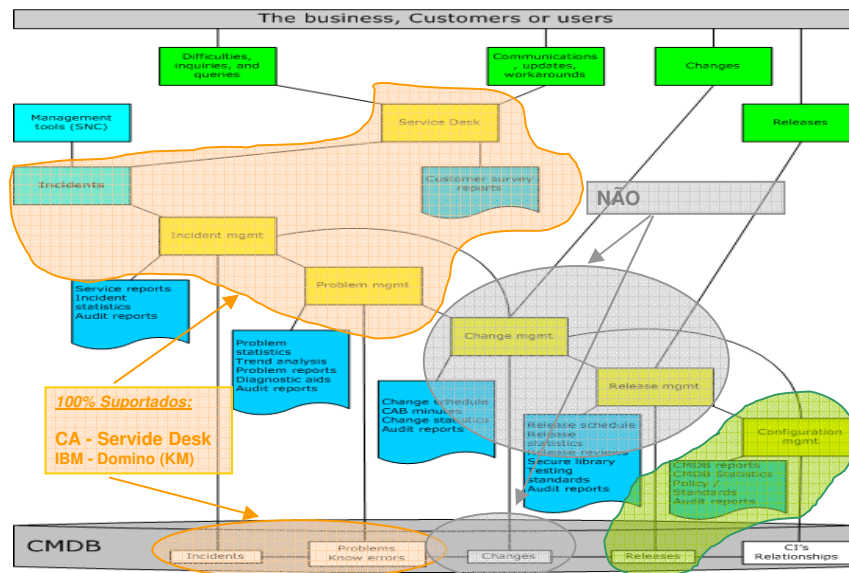 The business, Customers or users
Difficulties,
inquiries, and
queries
Communications
, updates,
workarounds
Changes
Management
tools (SNC)
Service Desk
Releases
Incidents
Customer survey
reports
NÃO
Incident mgmt
Problem mgmt
Service reports
Incident
statistics
Audit reports
Change mgmt
Problem
statistics
Trend analysis
Problem reports
Diagnostic aids
Audit reports
Release mgmt
100% Suportados:
CA - Servide Desk
IBM - Domino (KM)
Change schedule
CAB minutes
Change statistics
Audit reports
Release schedule
Release
statistics
Release reviews
Secure library
Testing
standards
Audit reports
Configuration
mgmt
CMDB reports
CMDB Statistics
Policy /
Standards
Audit reports
CMDB
Incidents
Problems
Know errors
Changes
Releases
CI's
Relationships